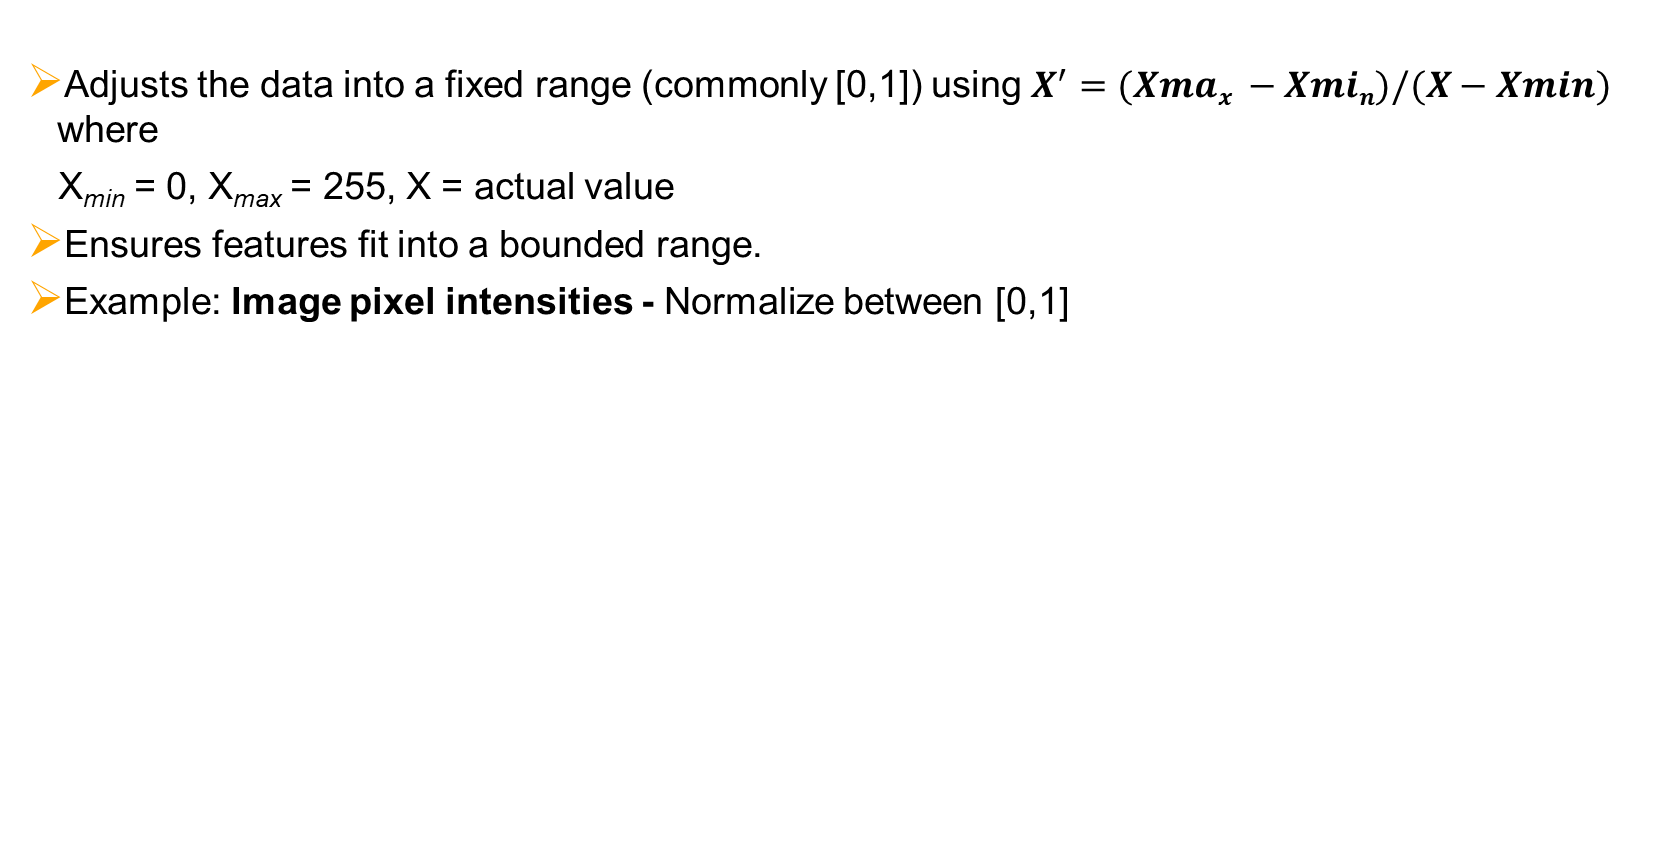 ➢Adjusts the data into a fixed range (commonly [0,1]) using X′ = (Xmaₓ − Xmiₙ)/(X − Xmin)
where
Xmin = 0, Xmax = 255, X = actual value
➢Ensures features fit into a bounded range.
➢Example: Image pixel intensities - Normalize between [0,1]